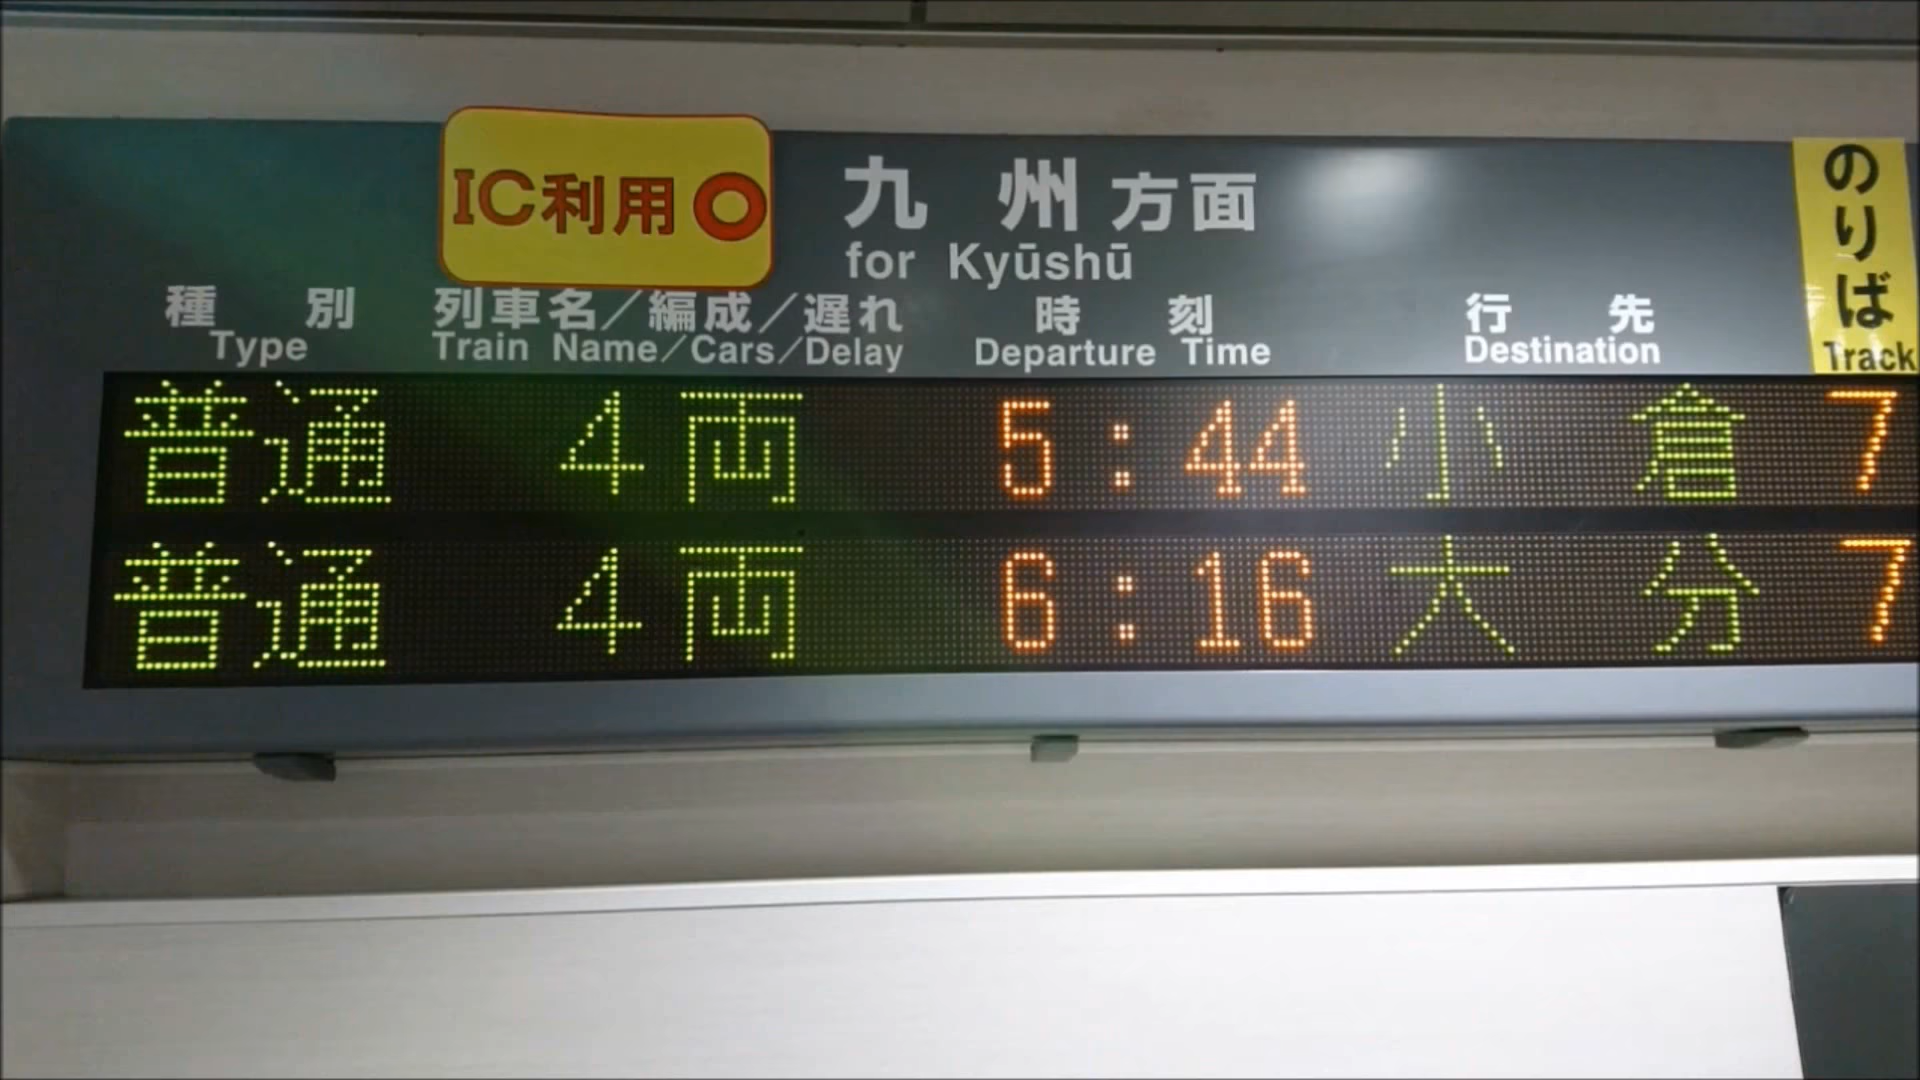 IC利用○
九州方面
for Kyūshū
種別 列車名/編成/遅れ 時刻 行先 のりば
Type Train Name/Cars/Delay Departure Time Destination Track
普通 4両 5:44 小倉 7
普通 4両 6:16 大分 7